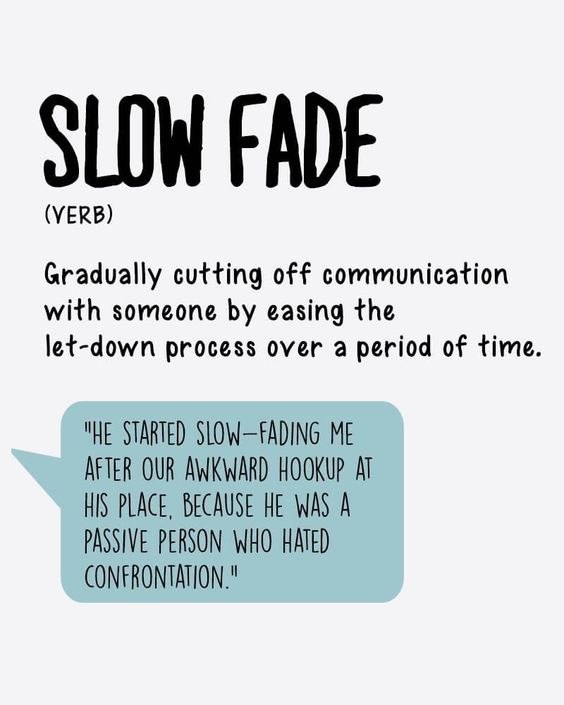 SLOW FADE
(VERB)
Gradually cutting off communication
with someone by easing the
let-down process over a period of time.
"HE STARTED SLOW-FADING ME
AFTER OUR AWKWARD HOOKUP AT
HIS PLACE, BECAUSE HE WAS A
PASSIVE PERSON WHO HATED
CONFRONTATION."